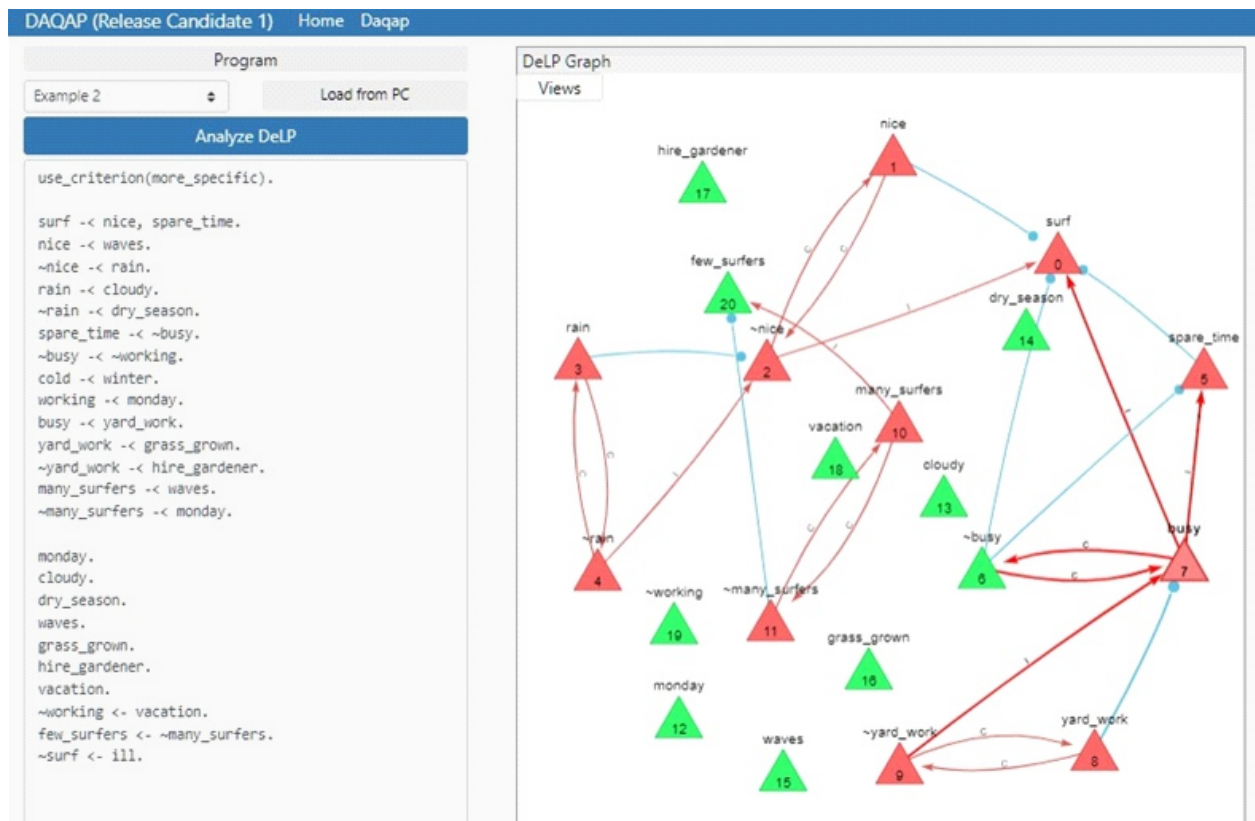 DAQAP (Release Candidate 1) Home Daqap
Program
Example 2
Load from PC
Analyze DeLP
use_criterion(more_specific).
surf -< nice, spare_time.
nice -< waves.
~nice -< rain.
rain -< cloudy.
~rain -< dry_season.
spare_time -< ~busy.
~busy -< ~working.
cold -< winter.
working -< monday.
busy -< yard_work.
yard_work -< grass_grown.
~yard_work -< hire_gardener.
many_surfers -< waves.
~many_surfers -< monday.
monday.
cloudy.
dry_season.
waves.
grass_grown.
hire_gardener.
vacation.
~working <- vacation.
few_surfers <- ~many_surfers.
~surf <- ill.
DeLP Graph
Views
nice
1
hire_gardener
17
surf
0
few_surfers
20
dry_season
14
rain
3
~nice
2
spare_time
5
many_surfers
10
vacation
18
cloudy
13
~rain
4
~busy
6
busy
7
~working
19
~many_surfers
11
grass_grown
16
monday
12
waves
15
~yard_work
9
yard_work
8
c
c
c
c
c
c
c
c
c
c